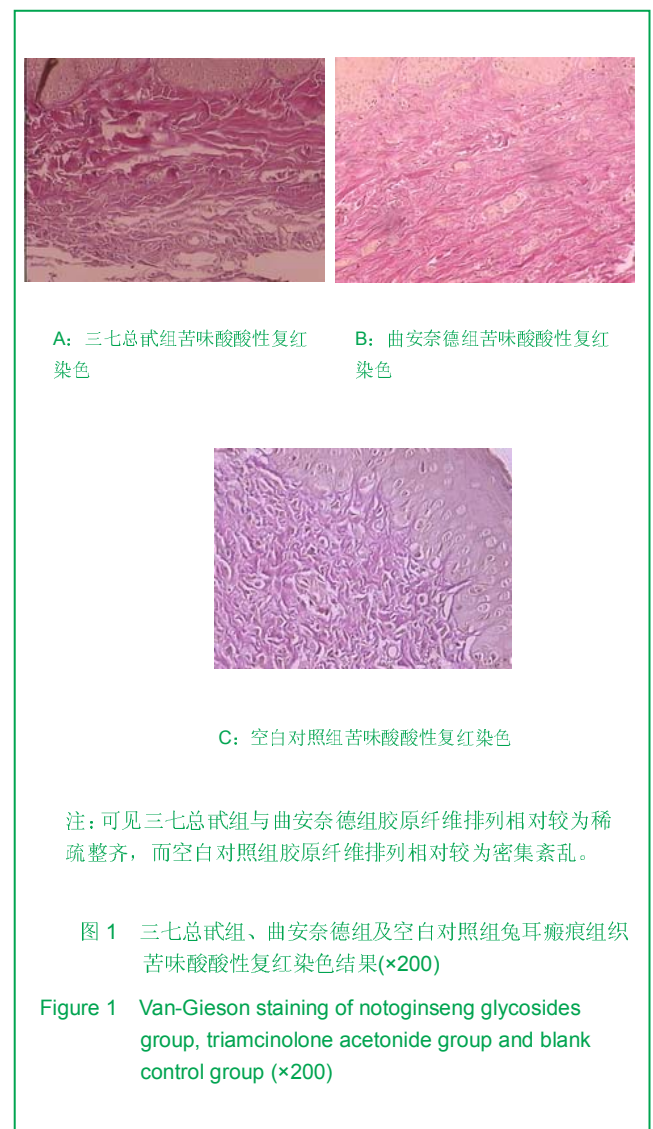 A：三七总甙组苦味酸酸性复红
染色
B：曲安奈德组苦味酸酸性复红
染色
C：空白对照组苦味酸酸性复红染色
注：可见三七总甙组与曲安奈德组胶原纤维排列相对较为稀
疏整齐，而空白对照组胶原纤维排列相对较为密集紊乱。
图 1 三七总甙组、曲安奈德组及空白对照组兔耳瘢痕组织
苦味酸酸性复红染色结果(×200)
Figure 1 Van-Gieson staining of notoginseng glycosides
group, triamcinolone acetonide group and blank
control group (×200)